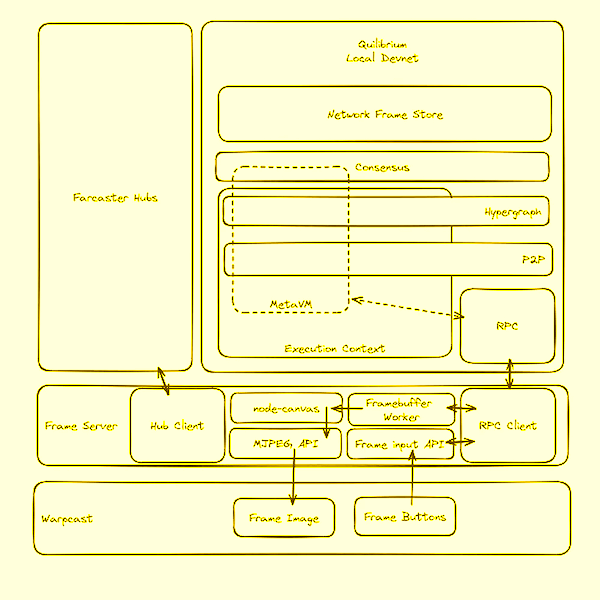 Quilibrium
Local Devnet
Network Frame Store
Consensus
Farcaster Hubs
Hypergraph
P2P
MetaVM
RPC
Execution Context
node-canvas
Framebuffer
Worker
Frame Server
Hub Client
RPC Client
MJPEG, API
Frame input API
Warpcast
Frame Image
Frame Buttons